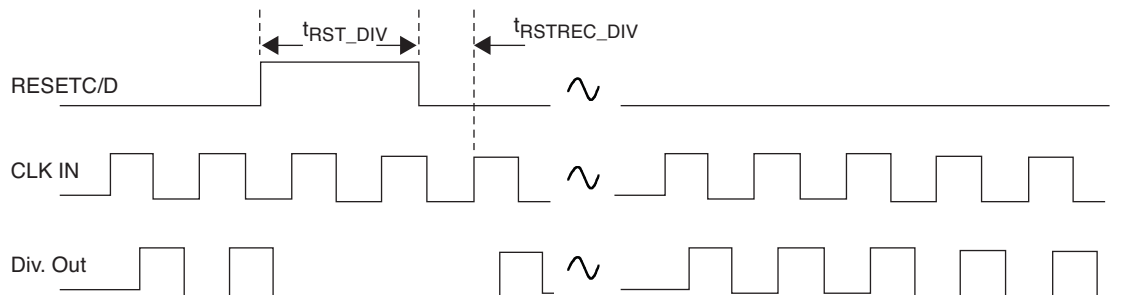 tRST_DIV
tRSTREC_DIV
RESETC/D
CLK IN
Div. Out